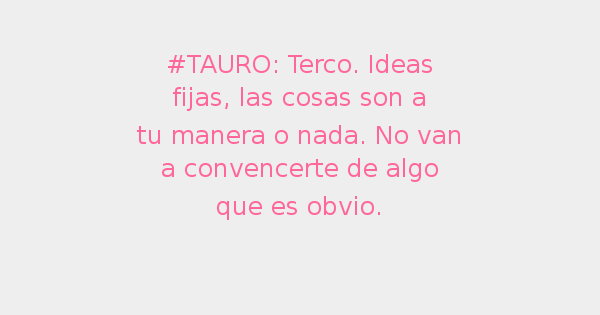 #TAURO: Terco. Ideas
fijas, las cosas son a
tu manera o nada. No van
a convencerte de algo
que es obvio.